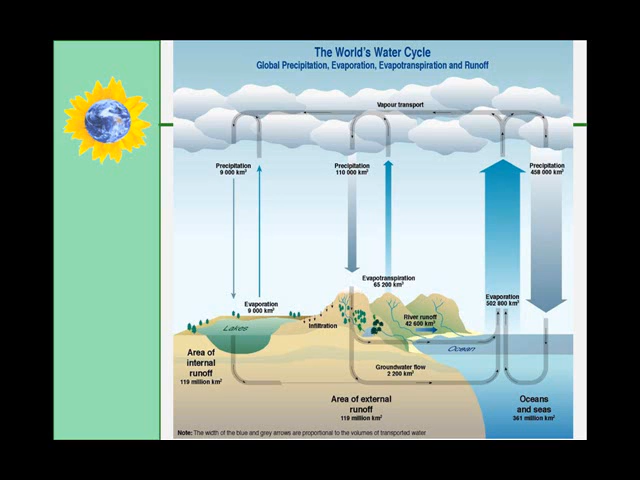 The World's Water Cycle
Global Precipitation, Evaporation, Evapotranspiration and Runoff
Vapour transport
Precipitation
9 000 km³
Precipitation
110 000 km³
Precipitation
458 000 km³
Evapotranspiration
65 200 km³
Evaporation
9 000 km³
Evaporation
502 800 km³
River runoff
42 600 km³
Infiltration
Lakes
Ocean
Area of
internal
runoff
119 million km²
Groundwater flow
2 200 km³
Area of external
runoff
119 million km²
Oceans
and seas
361 million km²
Note: The width of the blue and grey arrows are proportional to the volumes of transported water